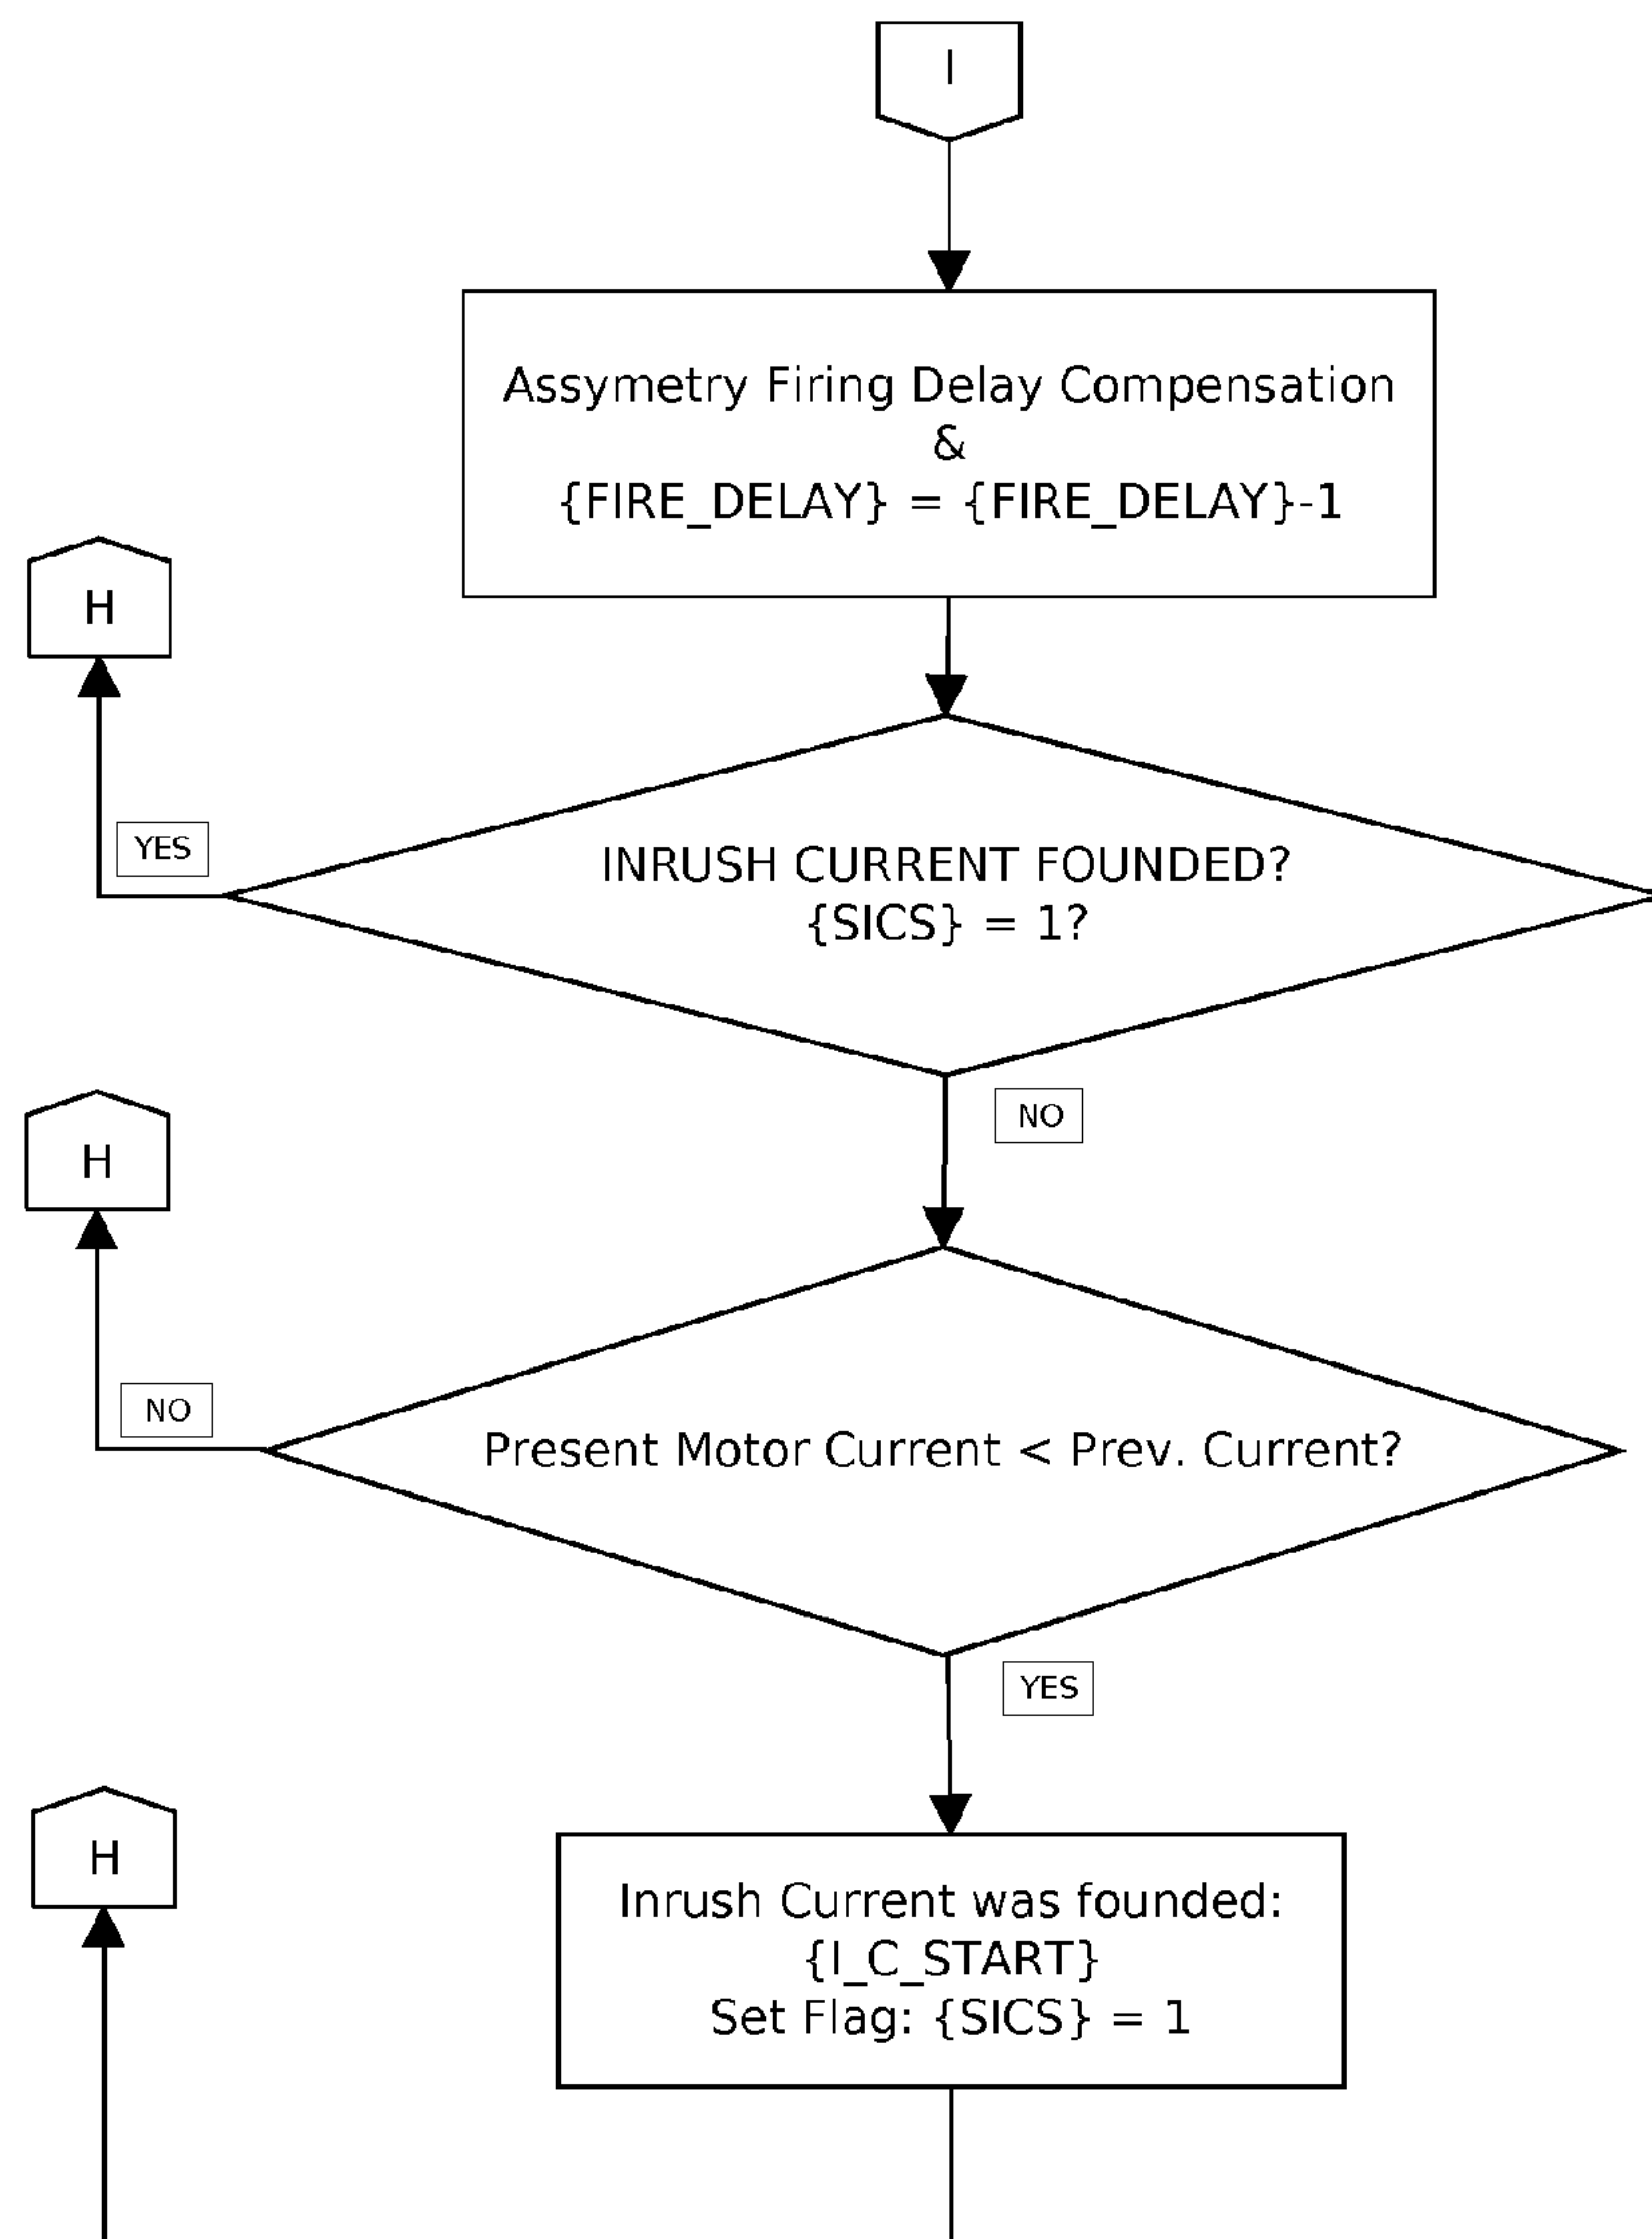 I
Assymetry Firing Delay Compensation
&
{FIRE_DELAY} = {FIRE_DELAY}-1
H
YES
INRUSH CURRENT FOUNDED?
{SICS} = 1?
NO
H
NO
Present Motor Current < Prev. Current?
YES
H
Inrush Current was founded:
{I_C_START}
Set Flag: {SICS} = 1